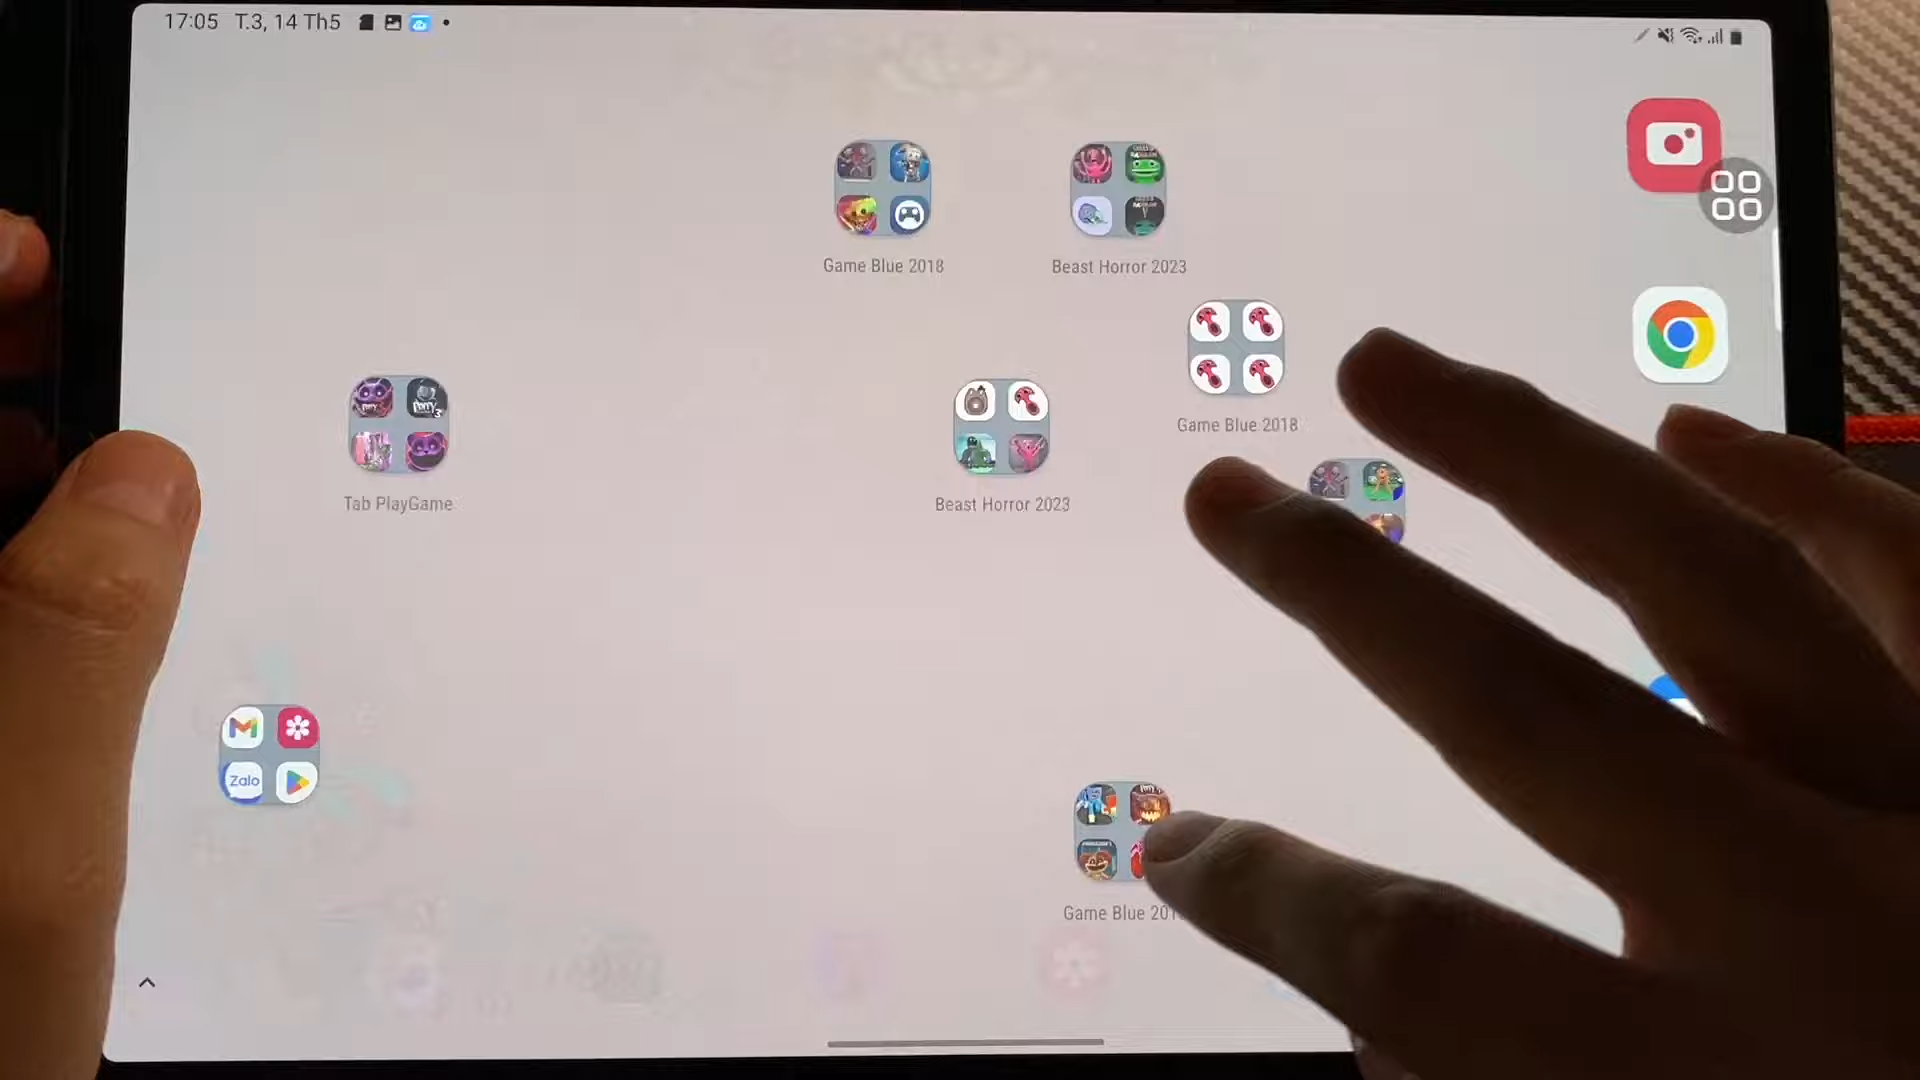 17:05 T.3, 14 Th5
Game Blue 2018
Beast Horror 2023
Game Blue 2018
Tab PlayGame
Beast Horror 2023
Zalo
Game Blue 201